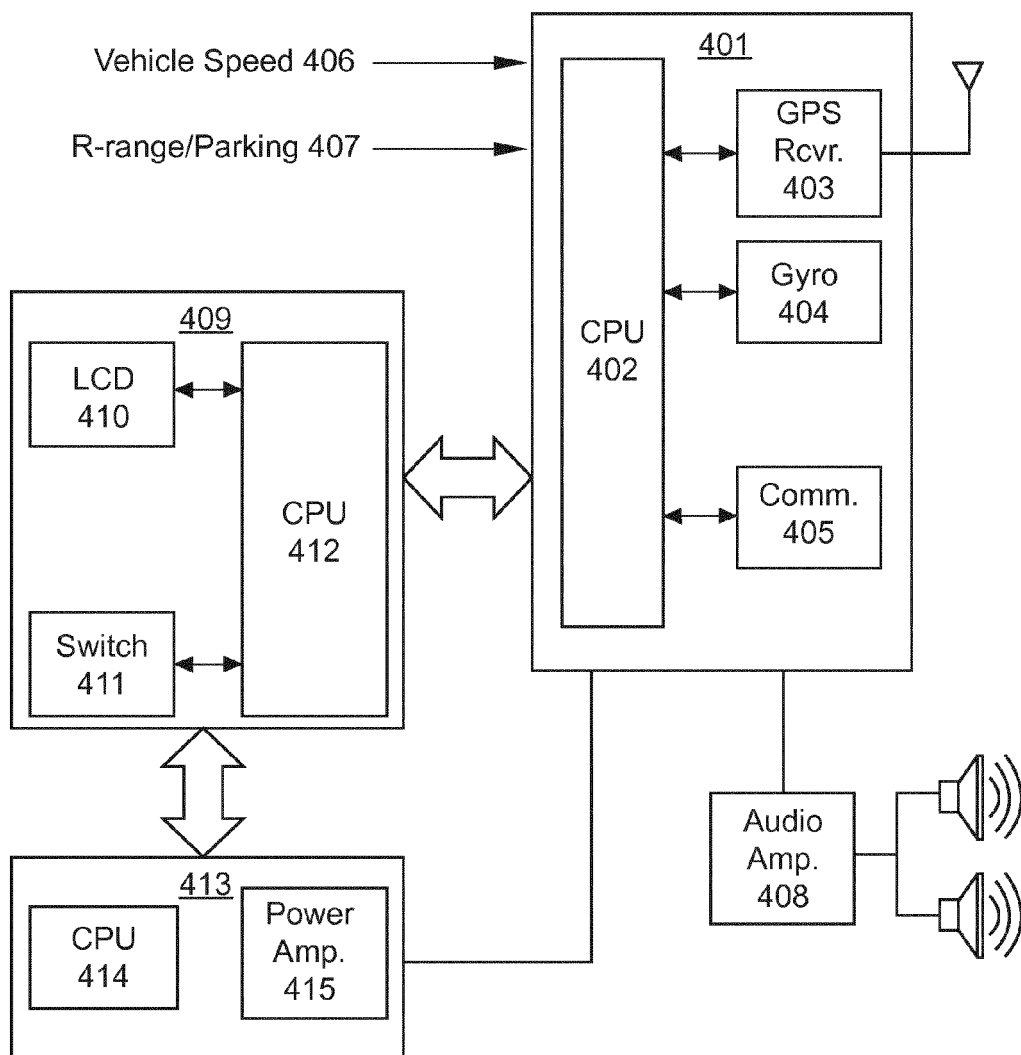 Vehicle Speed 406
R-range/Parking 407
401
GPS
Rcvr.
403
Gyro
404
CPU
402
Comm.
405
409
LCD
410
CPU
412
Switch
411
Audio
Amp.
408
413
CPU
414
Power
Amp.
415